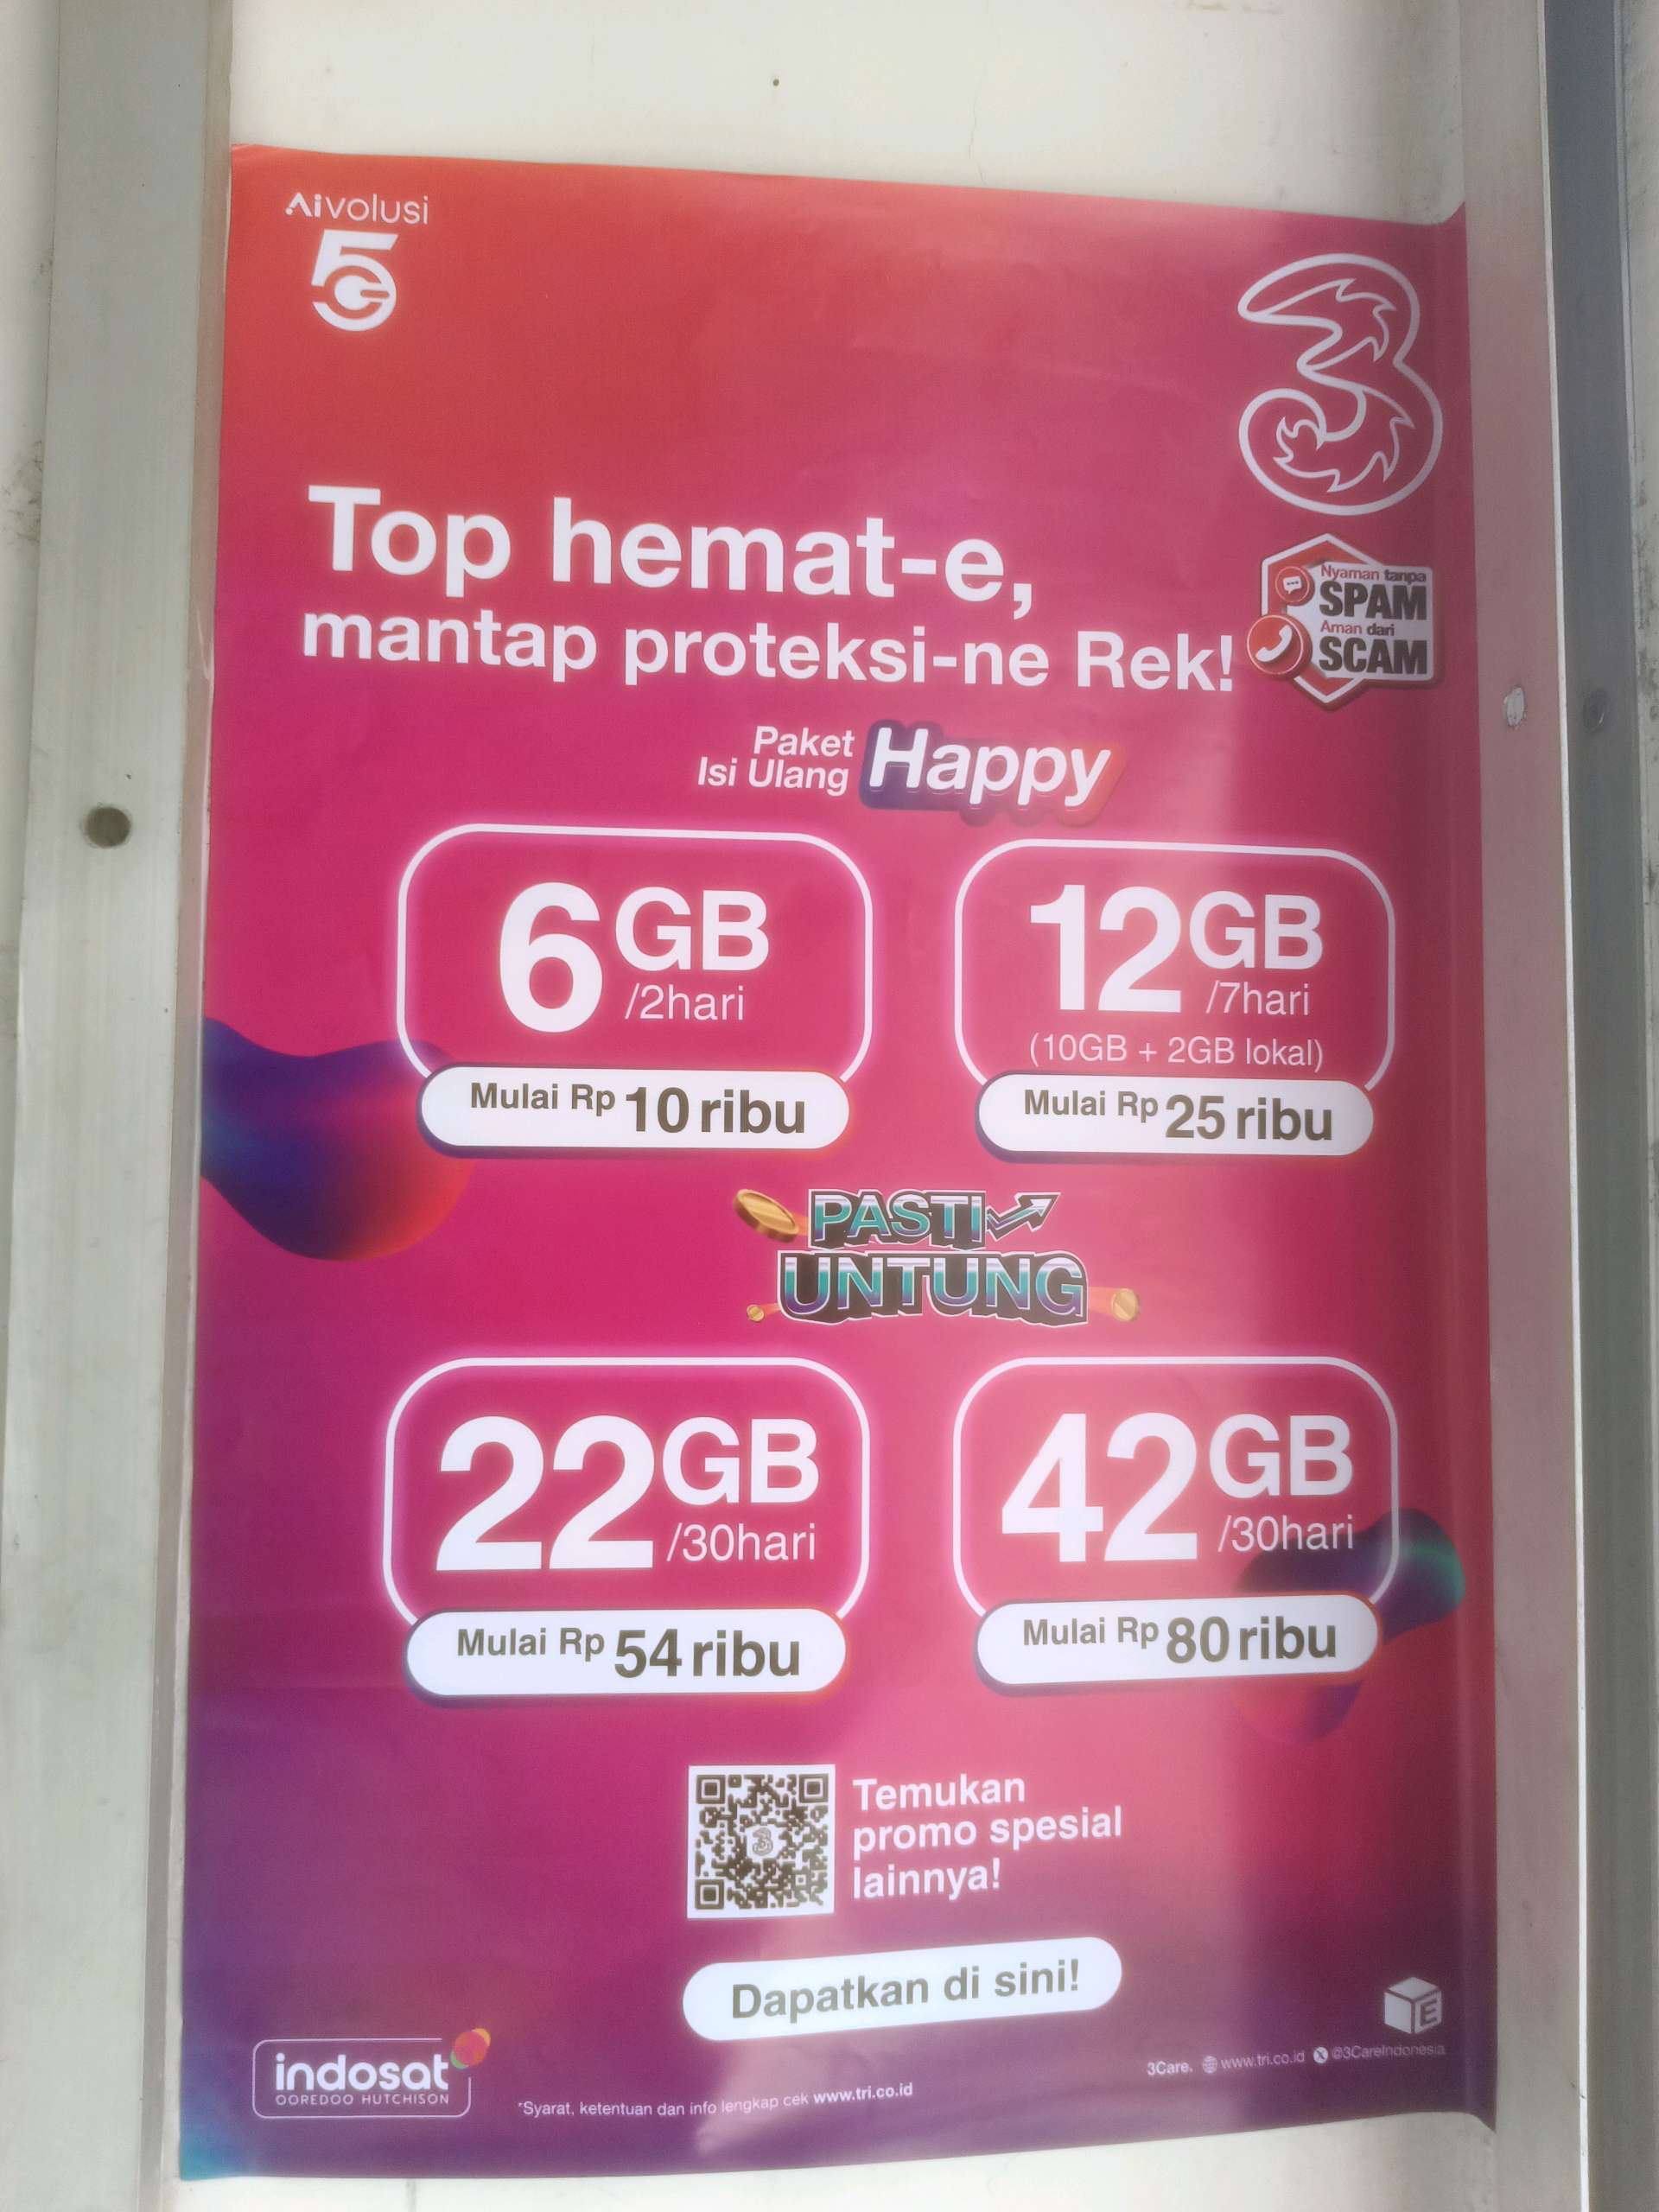 Aivolusi
5G
3
Top hemat-e,
mantap proteksi-ne Rek!
Nyaman tanpa
SPAM
Aman dari
SCAM
Paket
Isi Ulang
Happy
6GB
/2hari
Mulai Rp 10 ribu
12GB
/7hari
(10GB + 2GB lokal)
Mulai Rp 25 ribu
PASTI
UNTUNG
22GB
/30hari
Mulai Rp 54 ribu
42GB
/30hari
Mulai Rp 80 ribu
3
Temukan
promo spesial
lainnya!
Dapatkan di sini!
E
indosat
OOREDOO HUTCHISON
*Syarat, ketentuan dan info lengkap cek www.tri.co.id
3Care. www.tri.co.id X @3CareIndonesia